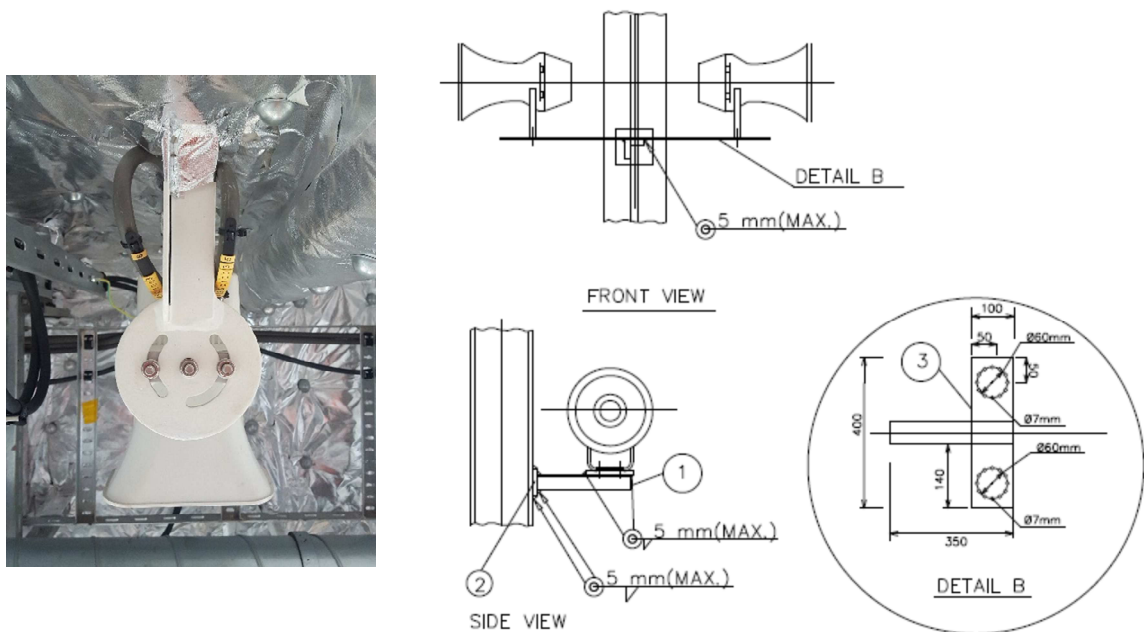 DETAIL B
5 mm(MAX.)
FRONT VIEW
1
5 mm(MAX.)
5 mm(MAX.)
2
SIDE VIEW
100
50
Ø60mm
3
50
400
Ø7mm
Ø60mm
140
Ø7mm
350
DETAIL B